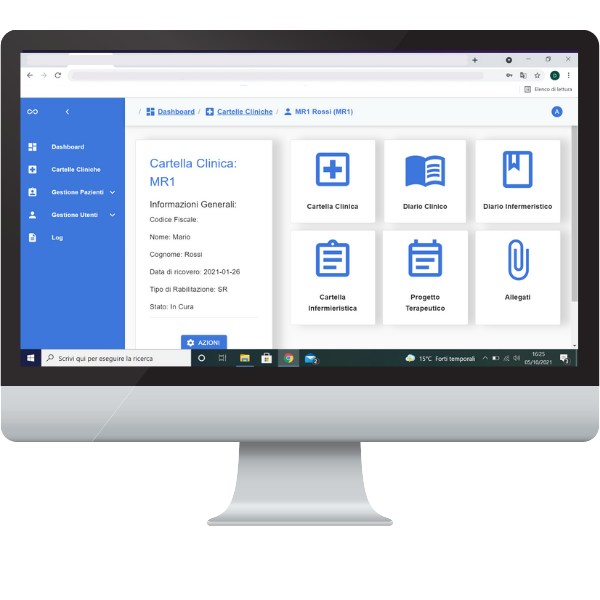 Elenco di lettura
/ Dashboard / Cartelle Cliniche / MR1 Rossi (MR1)
A
Dashboard
Cartelle Cliniche
Gestione Pazienti
Gestione Utenti
Log
Cartella Clinica:
MR1
Informazioni Generali:
Codice Fiscale:
Nome: Mario
Cognome: Rossi
Data di ricovero: 2021-01-26
Tipo di Rabilitazione: SR
Stato: In Cura
AZIONI
Cartella Clinica
Diario Clinico
Diario Infermeristico
Cartella
Infermieristica
Progetto
Terapeutico
Allegati
Scrivi qui per eseguire la ricerca
15°C Forti temporali
16:25
05/10/2021